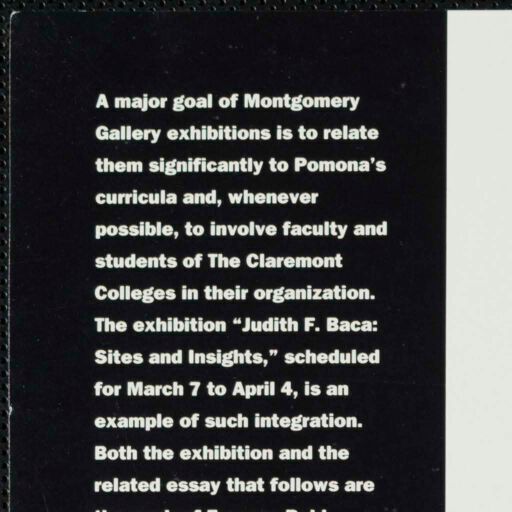 A major goal of Montgomery
Gallery exhibitions is to relate
them significantly to Pomona's
curricula and, whenever
possible, to involve faculty and
students of The Claremont
Colleges in their organization.
The exhibition “Judith F. Baca:
Sites and Insights,” scheduled
for March 7 to April 4, is an
example of such integration.
Both the exhibition and the
related essay that follows are